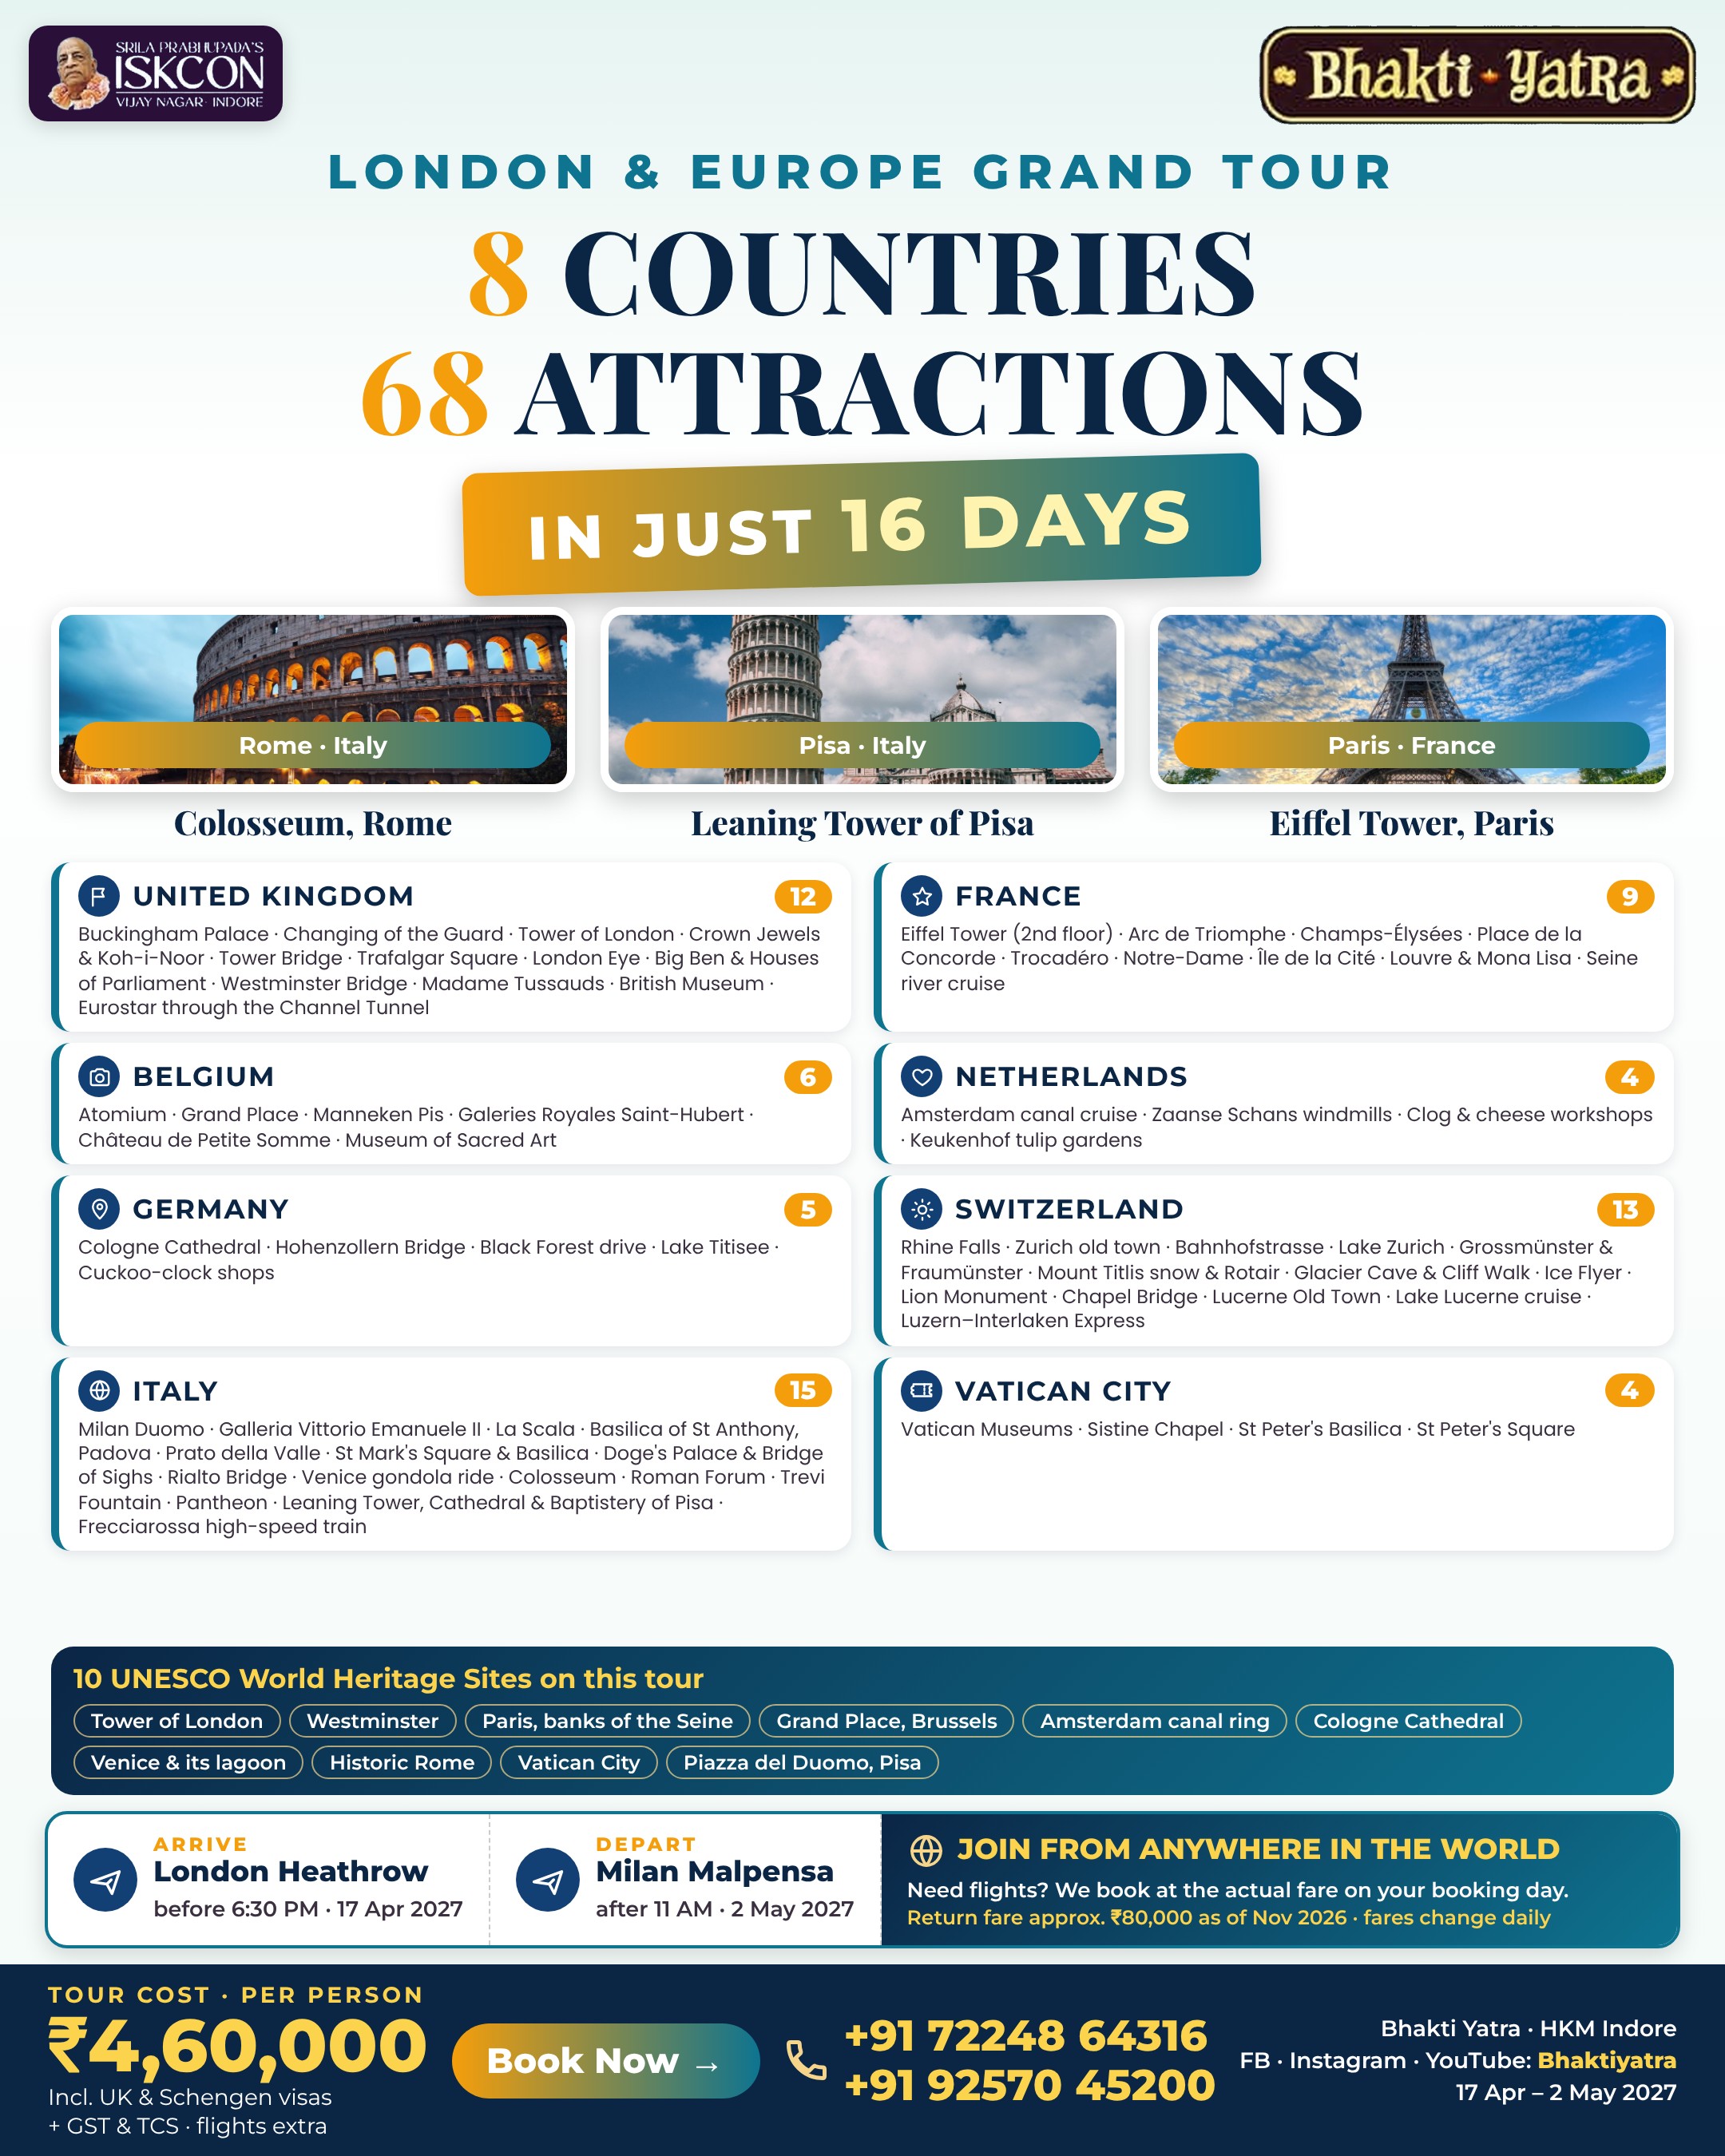 SRILA PRABHUPADA'S
ISKCON
VIJAY NAGAR · INDORE
Bhakti Yatra
LONDON & EUROPE GRAND TOUR
8 COUNTRIES
68 ATTRACTIONS
IN JUST 16 DAYS
Rome · Italy
Pisa · Italy
Paris · France
Colosseum, Rome
Leaning Tower of Pisa
Eiffel Tower, Paris
UNITED KINGDOM 12
Buckingham Palace · Changing of the Guard · Tower of London · Crown Jewels
& Koh-i-Noor · Tower Bridge · Trafalgar Square · London Eye · Big Ben & Houses
of Parliament · Westminster Bridge · Madame Tussauds · British Museum ·
Eurostar through the Channel Tunnel
FRANCE 9
Eiffel Tower (2nd floor) · Arc de Triomphe · Champs-Élysées · Place de la
Concorde · Trocadéro · Notre-Dame · Île de la Cité · Louvre & Mona Lisa · Seine
river cruise
BELGIUM 6
Atomium · Grand Place · Manneken Pis · Galeries Royales Saint-Hubert ·
Château de Petite Somme · Museum of Sacred Art
NETHERLANDS 4
Amsterdam canal cruise · Zaanse Schans windmills · Clog & cheese workshops
· Keukenhof tulip gardens
GERMANY 5
Cologne Cathedral · Hohenzollern Bridge · Black Forest drive · Lake Titisee ·
Cuckoo-clock shops
SWITZERLAND 13
Rhine Falls · Zurich old town · Bahnhofstrasse · Lake Zurich · Grossmünster &
Fraumünster · Mount Titlis snow & Rotair · Glacier Cave & Cliff Walk · Ice Flyer ·
Lion Monument · Chapel Bridge · Lucerne Old Town · Lake Lucerne cruise ·
Luzern–Interlaken Express
ITALY 15
Milan Duomo · Galleria Vittorio Emanuele II · La Scala · Basilica of St Anthony,
Padova · Prato della Valle · St Mark's Square & Basilica · Doge's Palace & Bridge
of Sighs · Rialto Bridge · Venice gondola ride · Colosseum · Roman Forum · Trevi
Fountain · Pantheon · Leaning Tower, Cathedral & Baptistery of Pisa ·
Frecciarossa high-speed train
VATICAN CITY 4
Vatican Museums · Sistine Chapel · St Peter's Basilica · St Peter's Square
10 UNESCO World Heritage Sites on this tour
Tower of London Westminster Paris, banks of the Seine Grand Place, Brussels Amsterdam canal ring Cologne Cathedral
Venice & its lagoon Historic Rome Vatican City Piazza del Duomo, Pisa
ARRIVE
London Heathrow
before 6:30 PM · 17 Apr 2027
DEPART
Milan Malpensa
after 11 AM · 2 May 2027
JOIN FROM ANYWHERE IN THE WORLD
Need flights? We book at the actual fare on your booking day.
Return fare approx. ₹80,000 as of Nov 2026 · fares change daily
TOUR COST · PER PERSON
₹4,60,000
Incl. UK & Schengen visas
+ GST & TCS · flights extra
Book Now →
+91 72248 64316
+91 92570 45200
Bhakti Yatra · HKM Indore
FB · Instagram · YouTube: Bhaktiyatra
17 Apr – 2 May 2027